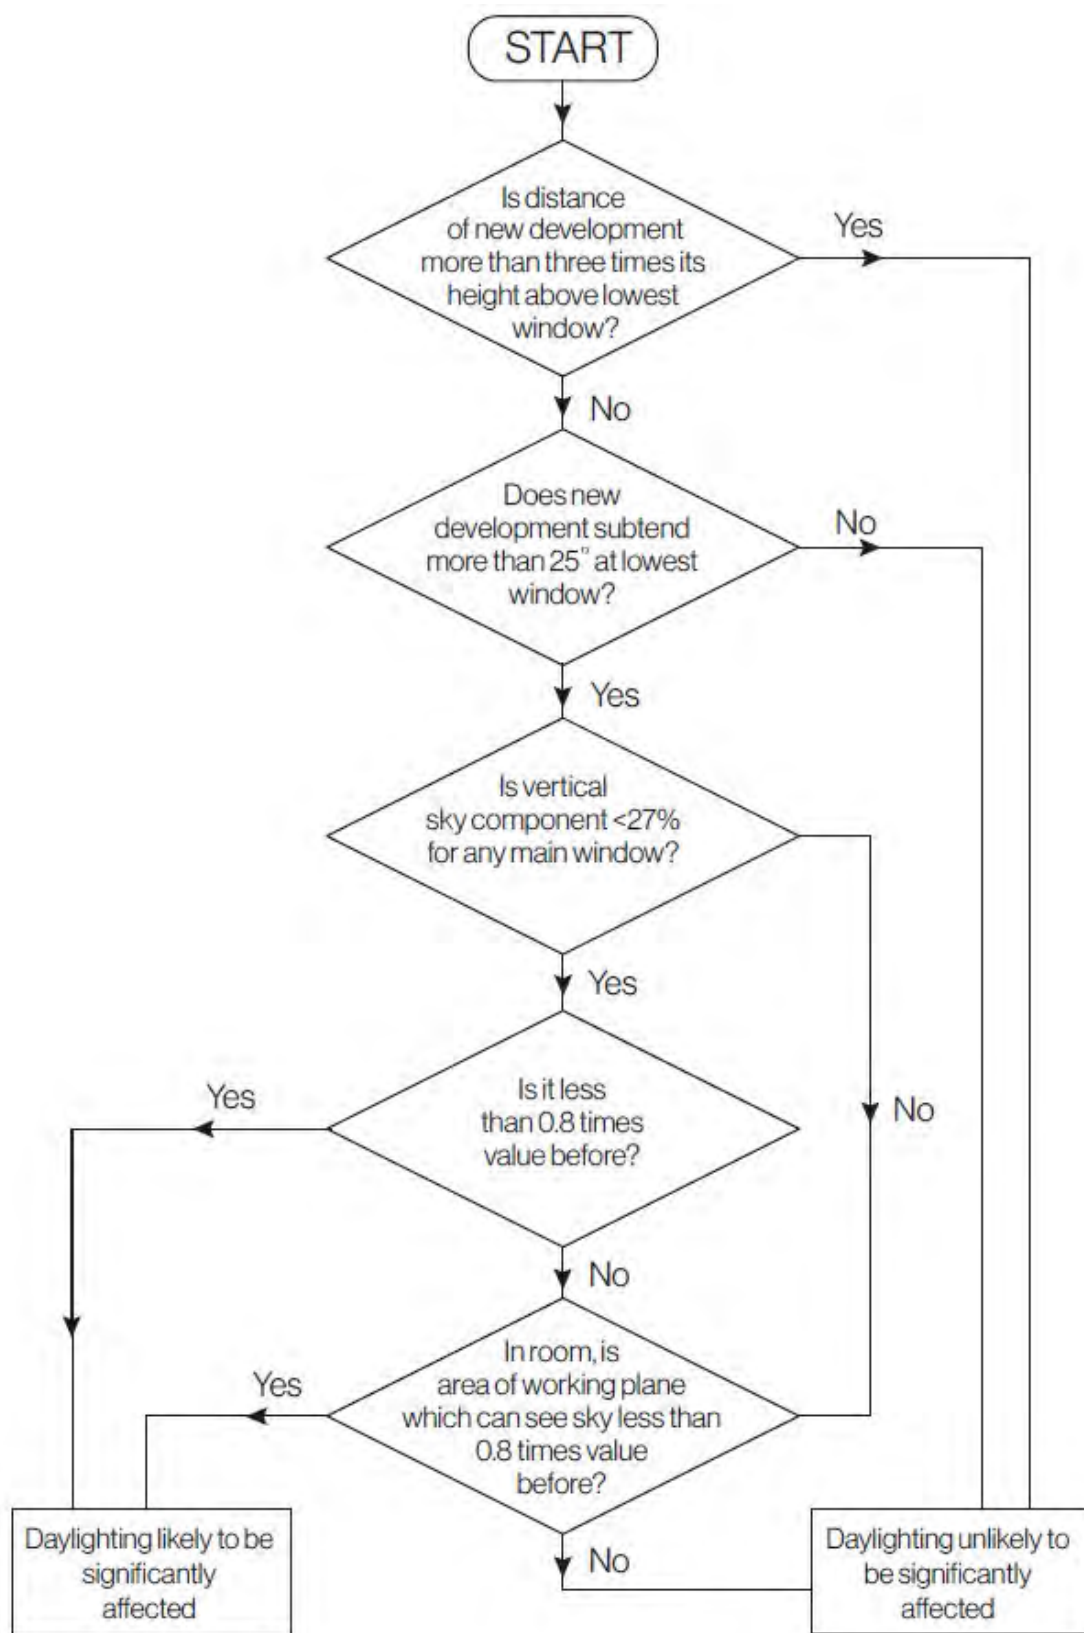 START
Is distance
of new development
more than three times its
height above lowest
window?
Yes
No
Does new
development subtend
more than 25° at lowest
window?
No
Yes
Is vertical
sky component <27%
for any main window?
Yes
No
Is it less
than 0.8 times
value before?
Yes
No
In room, is
area of working plane
which can see sky less than
0.8 times value
before?
Yes
No
Daylighting likely to be
significantly
affected
Daylighting unlikely to
be significantly
affected